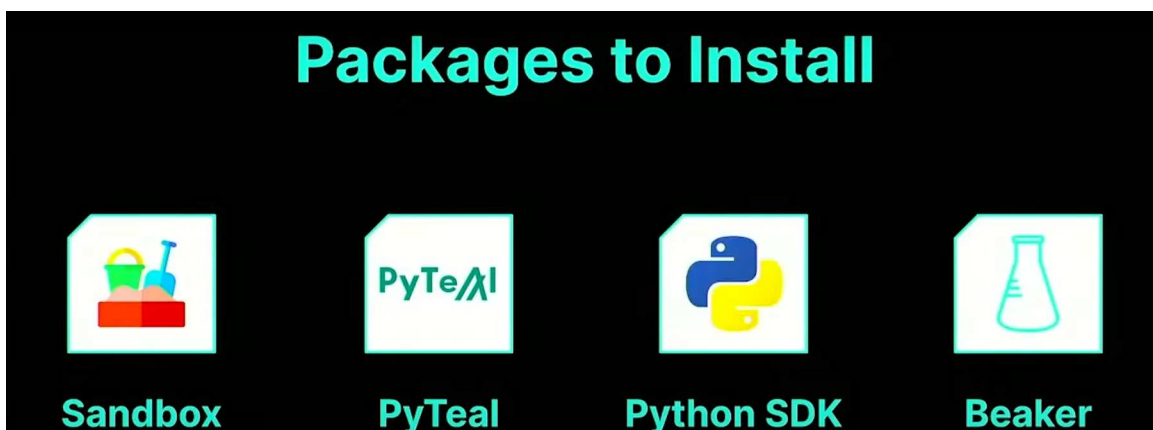 Packages to Install
PyTeAl
Sandbox
PyTeal
Python SDK
Beaker